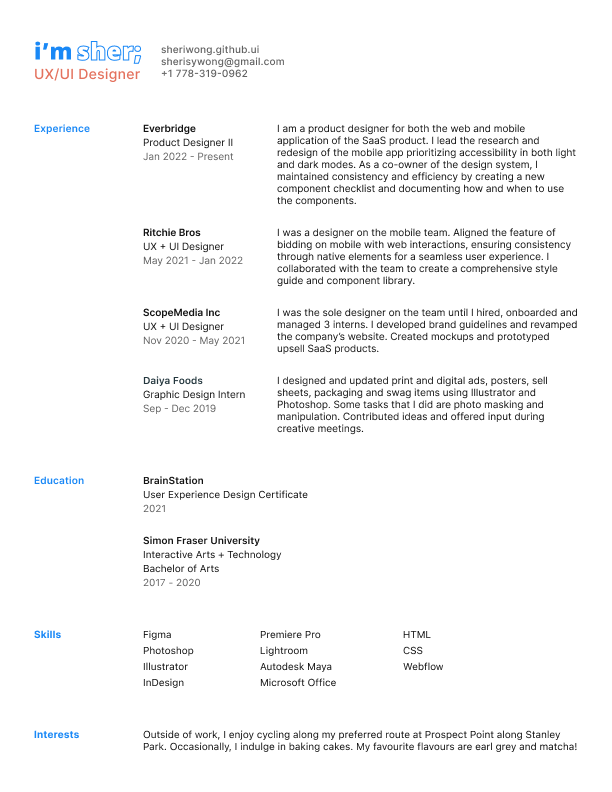 i'm sher;
UX/UI Designer
sheriwong.github.ui
sherisywong@gmail.com
+1 778-319-0962
Experience
Everbridge
Product Designer II
Jan 2022 - Present
I am a product designer for both the web and mobile
application of the SaaS product. I lead the research and
redesign of the mobile app prioritizing accessibility in both light
and dark modes. As a co-owner of the design system, I
maintained consistency and efficiency by creating a new
component checklist and documenting how and when to use
the components.
Ritchie Bros
UX + UI Designer
May 2021 - Jan 2022
I was a designer on the mobile team. Aligned the feature of
bidding on mobile with web interactions, ensuring consistency
through native elements for a seamless user experience. I
collaborated with the team to create a comprehensive style
guide and component library.
ScopeMedia Inc
UX + UI Designer
Nov 2020 - May 2021
I was the sole designer on the team until I hired, onboarded and
managed 3 interns. I developed brand guidelines and revamped
the company's website. Created mockups and prototyped
upsell SaaS products.
Daiya Foods
Graphic Design Intern
Sep - Dec 2019
I designed and updated print and digital ads, posters, sell
sheets, packaging and swag items using Illustrator and
Photoshop. Some tasks that I did are photo masking and
manipulation. Contributed ideas and offered input during
creative meetings.
Education
BrainStation
User Experience Design Certificate
2021
Simon Fraser University
Interactive Arts + Technology
Bachelor of Arts
2017 - 2020
Skills
Figma
Photoshop
Illustrator
InDesign
Premiere Pro
Lightroom
Autodesk Maya
Microsoft Office
HTML
CSS
Webflow
Interests
Outside of work, I enjoy cycling along my preferred route at Prospect Point along Stanley
Park. Occasionally, I indulge in baking cakes. My favourite flavours are earl grey and matcha!